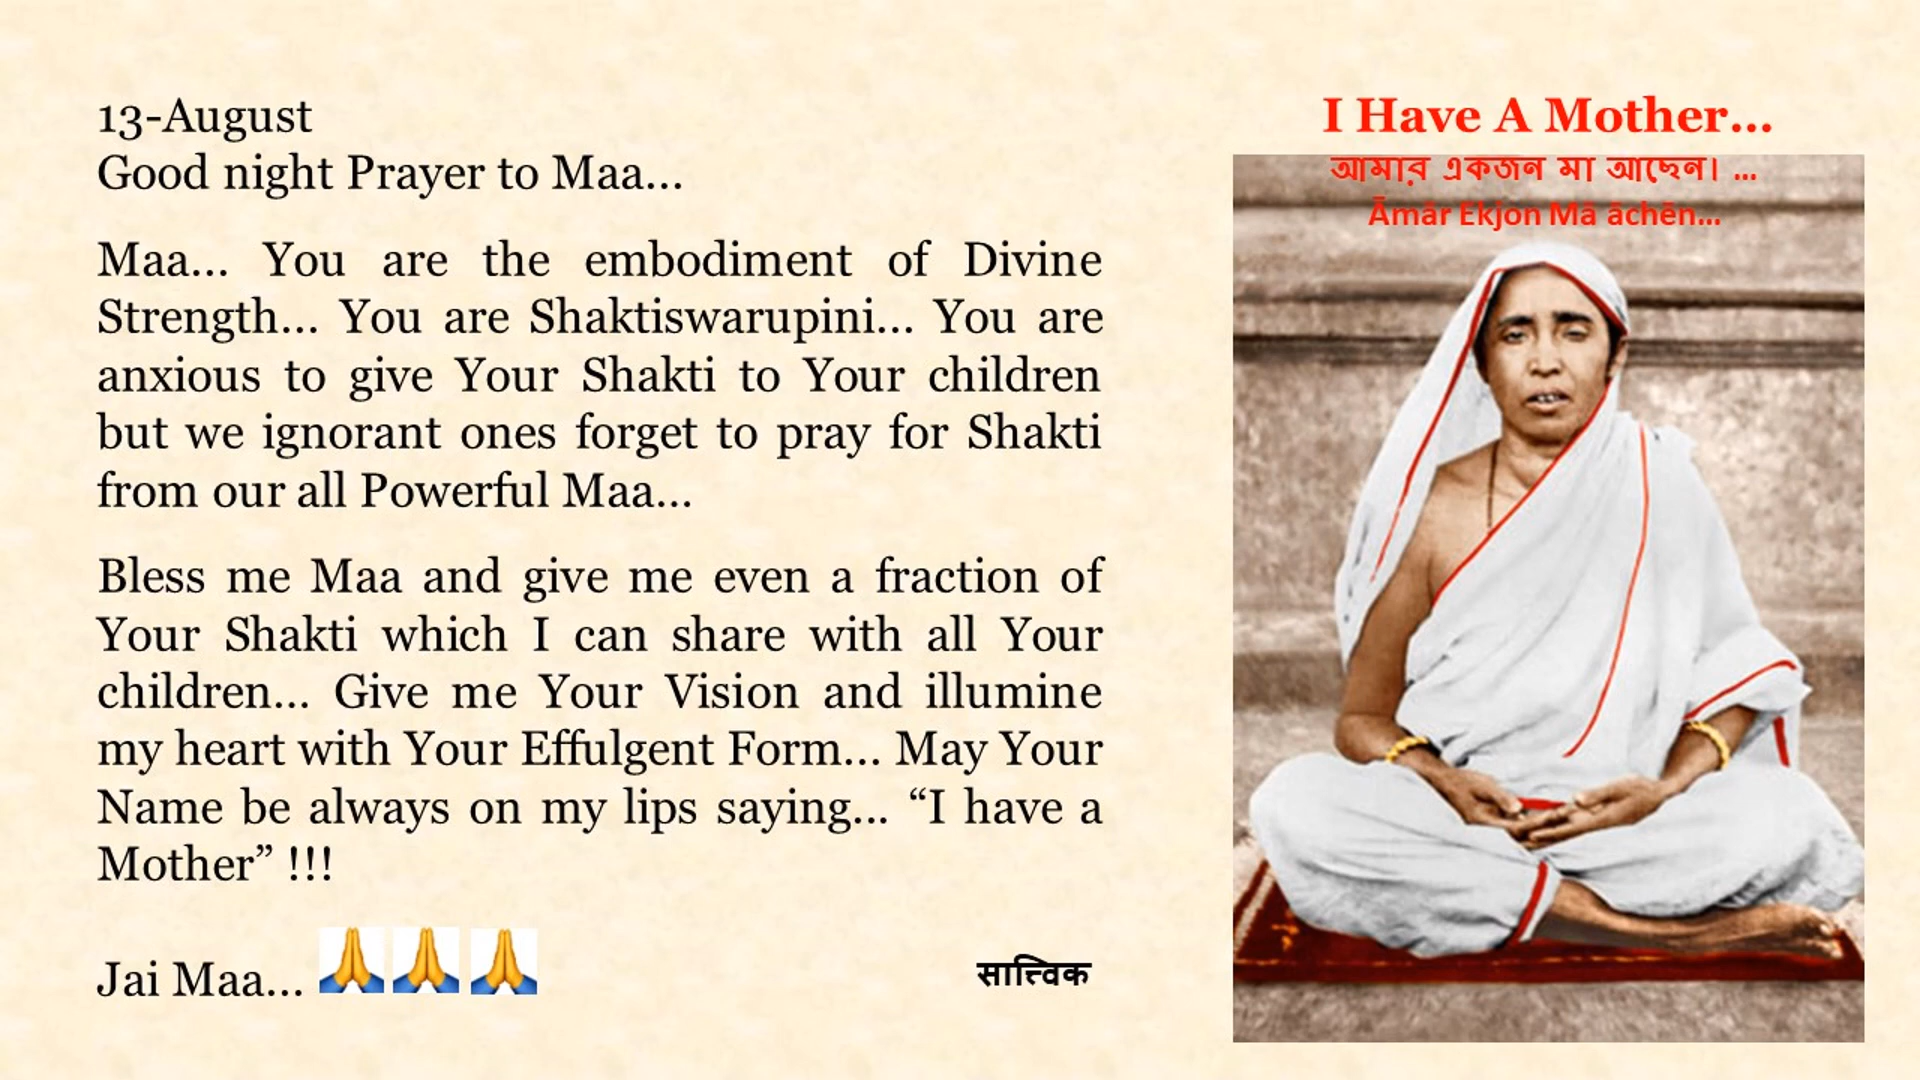 13-August
Good night Prayer to Maa...
Maa... You are the embodiment of Divine
Strength... You are Shaktiswarupini... You are
anxious to give Your Shakti to Your children
but we ignorant ones forget to pray for Shakti
from our all Powerful Maa...
Bless me Maa and give me even a fraction of
Your Shakti which I can share with all Your
children... Give me Your Vision and illumine
my heart with Your Effulgent Form... May Your
Name be always on my lips saying... “I have a
Mother” !!!
Jai Maa... 🙏🙏🙏
सात्त्विक
I Have A Mother...
আমার একজন মা আছেন। ...
Āmār Ekjon Mā āchēn...